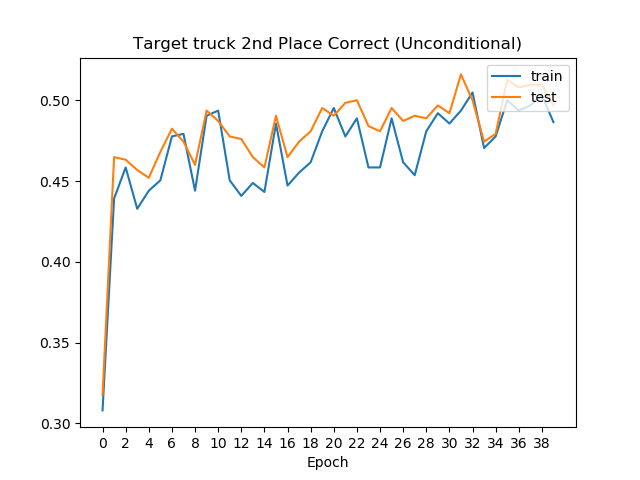 Target truck 2nd Place Correct (Unconditional)
train
test
0.50
0.45
0.40
0.35
0.30
0 2 4 6 8 10 12 14 16 18 20 22 24 26 28 30 32 34 36 38
Epoch